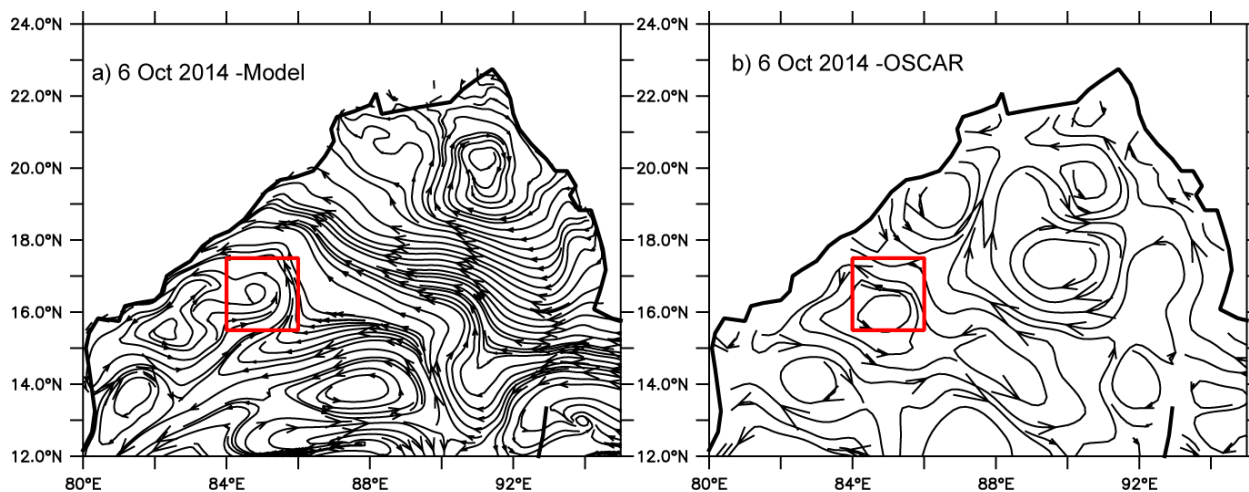 24.0°N
22.0°N
20.0°N
18.0°N
16.0°N
14.0°N
12.0°N
80°E 84°E 88°E 92°E
a) 6 Oct 2014 -Model
24.0°N
22.0°N
20.0°N
18.0°N
16.0°N
14.0°N
12.0°N
80°E 84°E 88°E 92°E
b) 6 Oct 2014 -OSCAR